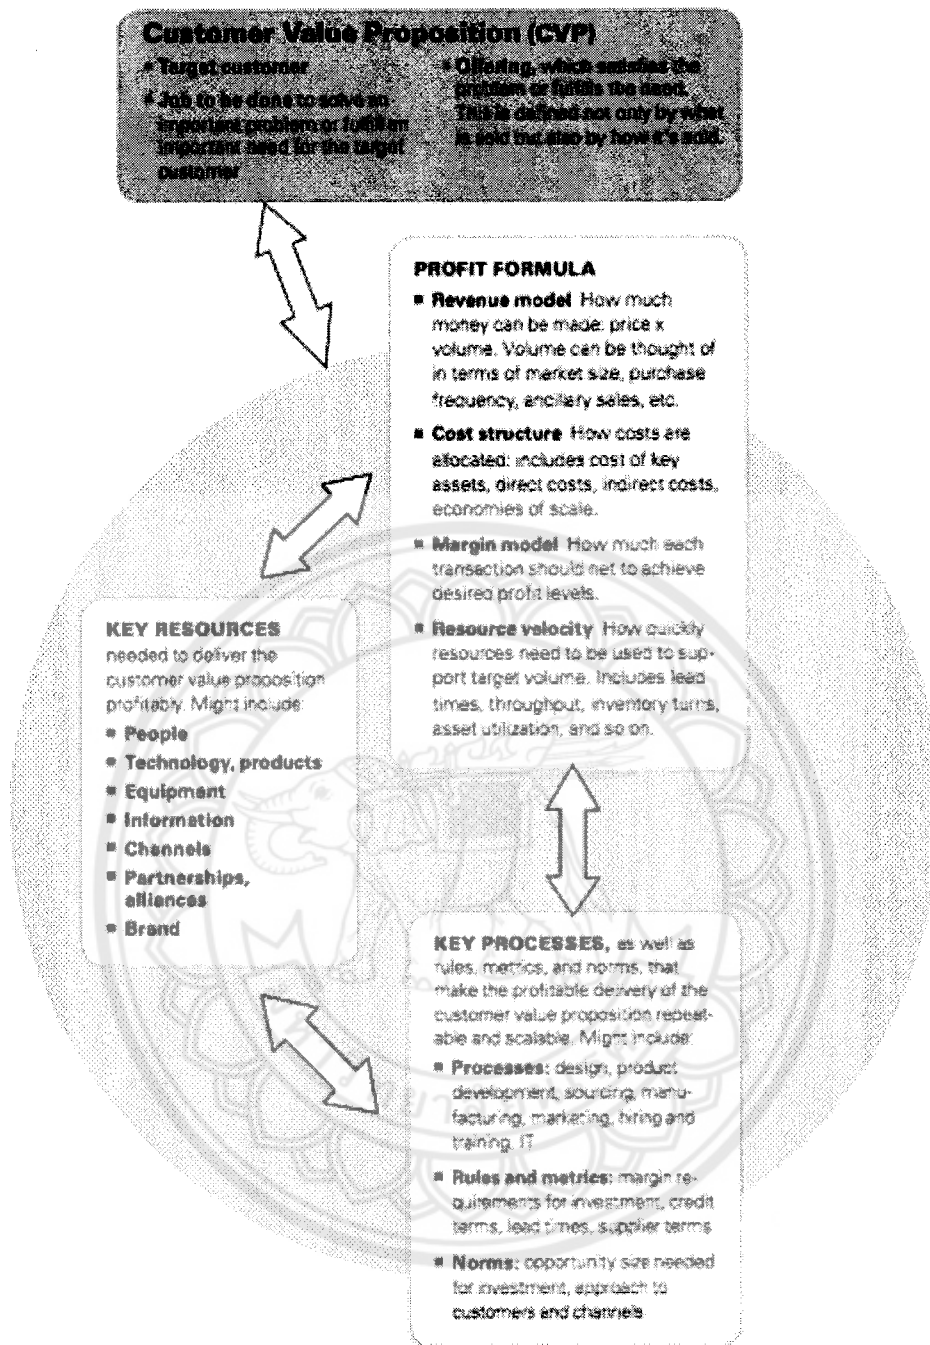 Customer Value Proposition (CVP)
▪ Target customer
▪ Job to be done to solve an
important problem or fulfill an
important need for the target
customer
▪ Offering, which satisfies the
problem or fulfills the need.
This is defined not only by what
is sold but also by how it's sold.
PROFIT FORMULA
▪ Revenue model How much
money can be made: price x
volume. Volume can be thought of
in terms of market size, purchase
frequency, ancillary sales, etc.
▪ Cost structure How costs are
allocated: includes cost of key
assets, direct costs, indirect costs,
economies of scale.
▪ Margin model How much each
transaction should net to achieve
desired profit levels.
▪ Resource velocity How quickly
resources need to be used to sup-
port target volume. Includes lead
times, throughput, inventory turns,
asset utilization, and so on.
KEY RESOURCES
needed to deliver the
customer value proposition
profitably. Might include:
▪ People
▪ Technology, products
▪ Equipment
▪ Information
▪ Channels
▪ Partnerships,
alliances
▪ Brand
KEY PROCESSES, as well as
rules, metrics, and norms, that
make the profitable delivery of the
customer value proposition repeat-
able and scalable. Might include:
▪ Processes: design, product
development, sourcing, manu-
facturing, marketing, hiring and
training, IT
▪ Rules and metrics: margin re-
quirements for investment, credit
terms, lead times, supplier terms
▪ Norms: opportunity size needed
for investment, approach to
customers and channels